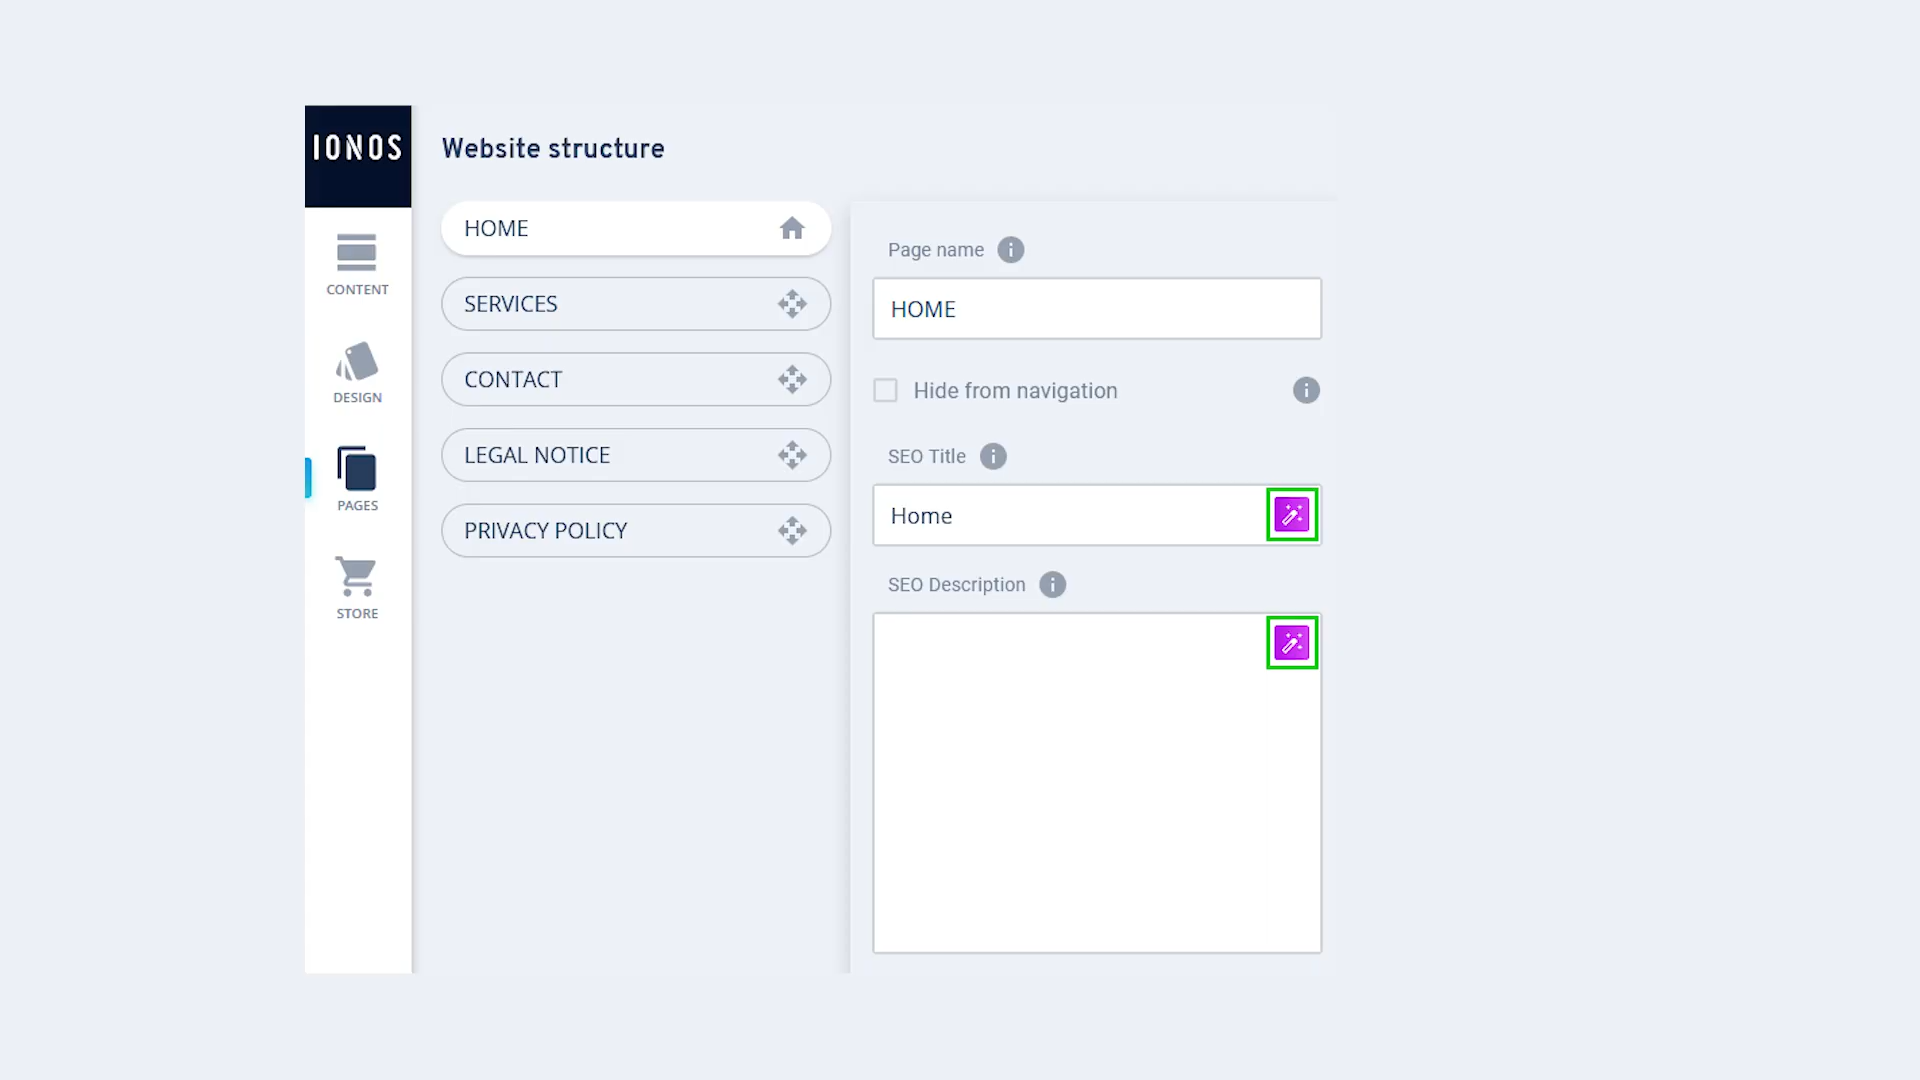 IONOS
CONTENT
DESIGN
PAGES
STORE
Website structure
HOME
SERVICES
CONTACT
LEGAL NOTICE
PRIVACY POLICY
Page name
HOME
Hide from navigation
SEO Title
Home
SEO Description